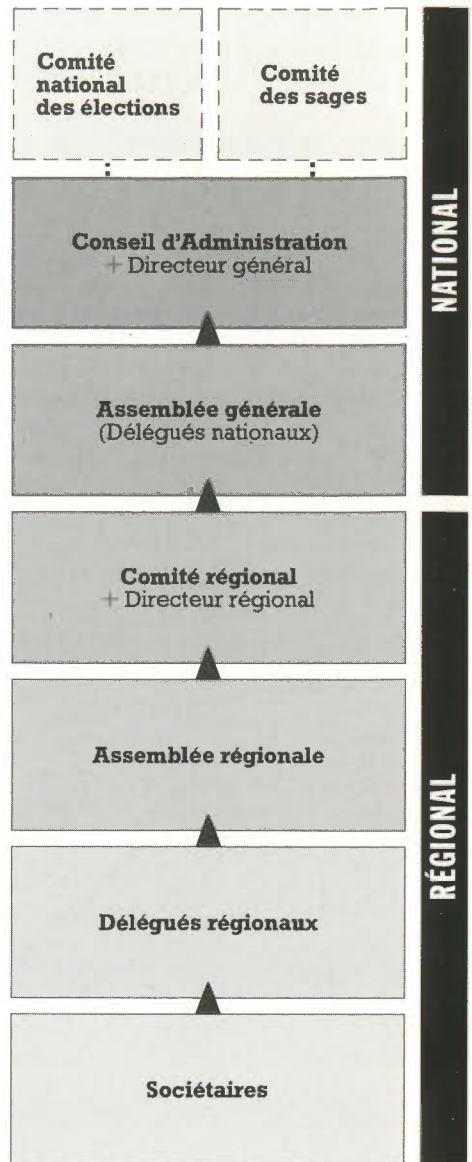 Comité
national
des élections
Comité
des sages
Conseil d'Administration
+ Directeur général
Assemblée générale
(Délégués nationaux)
NATIONAL
Comité régional
+ Directeur régional
Assemblée régionale
Délégués régionaux
Sociétaires
RÉGIONAL